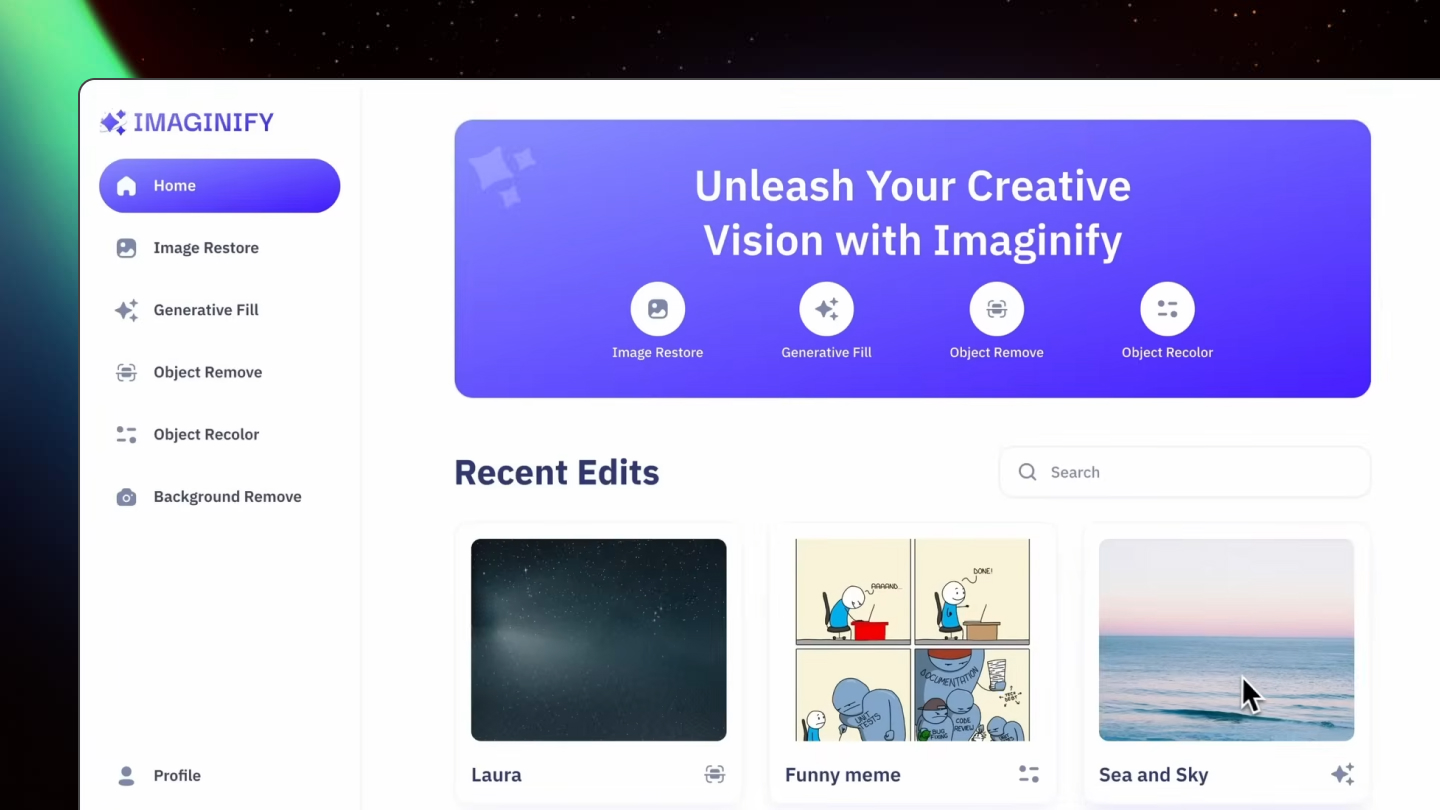 IMAGINIFY
Home
Image Restore
Generative Fill
Object Remove
Object Recolor
Background Remove
Profile
Unleash Your Creative
Vision with Imaginify
Image Restore
Generative Fill
Object Remove
Object Recolor
Recent Edits
Search
AAAAND...
DONE!
UNIT
TESTS
DOCUMENTATION
TECH
DEBT
CODE
REVIEW
BUG
FIXING
Laura
Funny meme
Sea and Sky